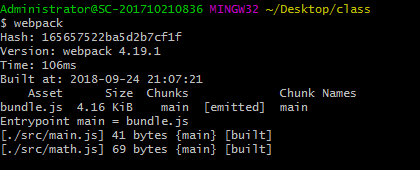 Administrator@SC-201710210836 MINGW32 ~/Desktop/class
$ webpack
Hash: 165657522ba5d2b7cf1f
Version: webpack 4.19.1
Time: 106ms
Built at: 2018-09-24 21:07:21
    Asset      Size  Chunks             Chunk Names
bundle.js  4.16 KiB    main  [emitted]  main
Entrypoint main = bundle.js
[./src/main.js] 41 bytes {main} [built]
[./src/math.js] 69 bytes {main} [built]